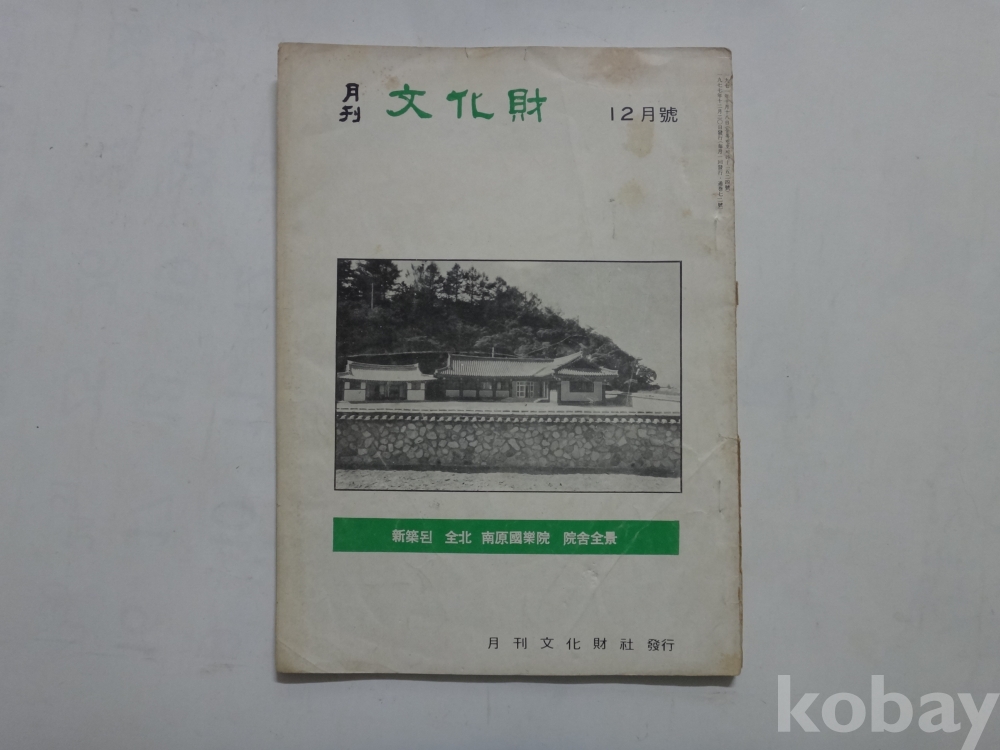 月刊 文化財 12月號
新築된 全北 南原國樂院 院舍全景
月刊文化財社 發行
kobay